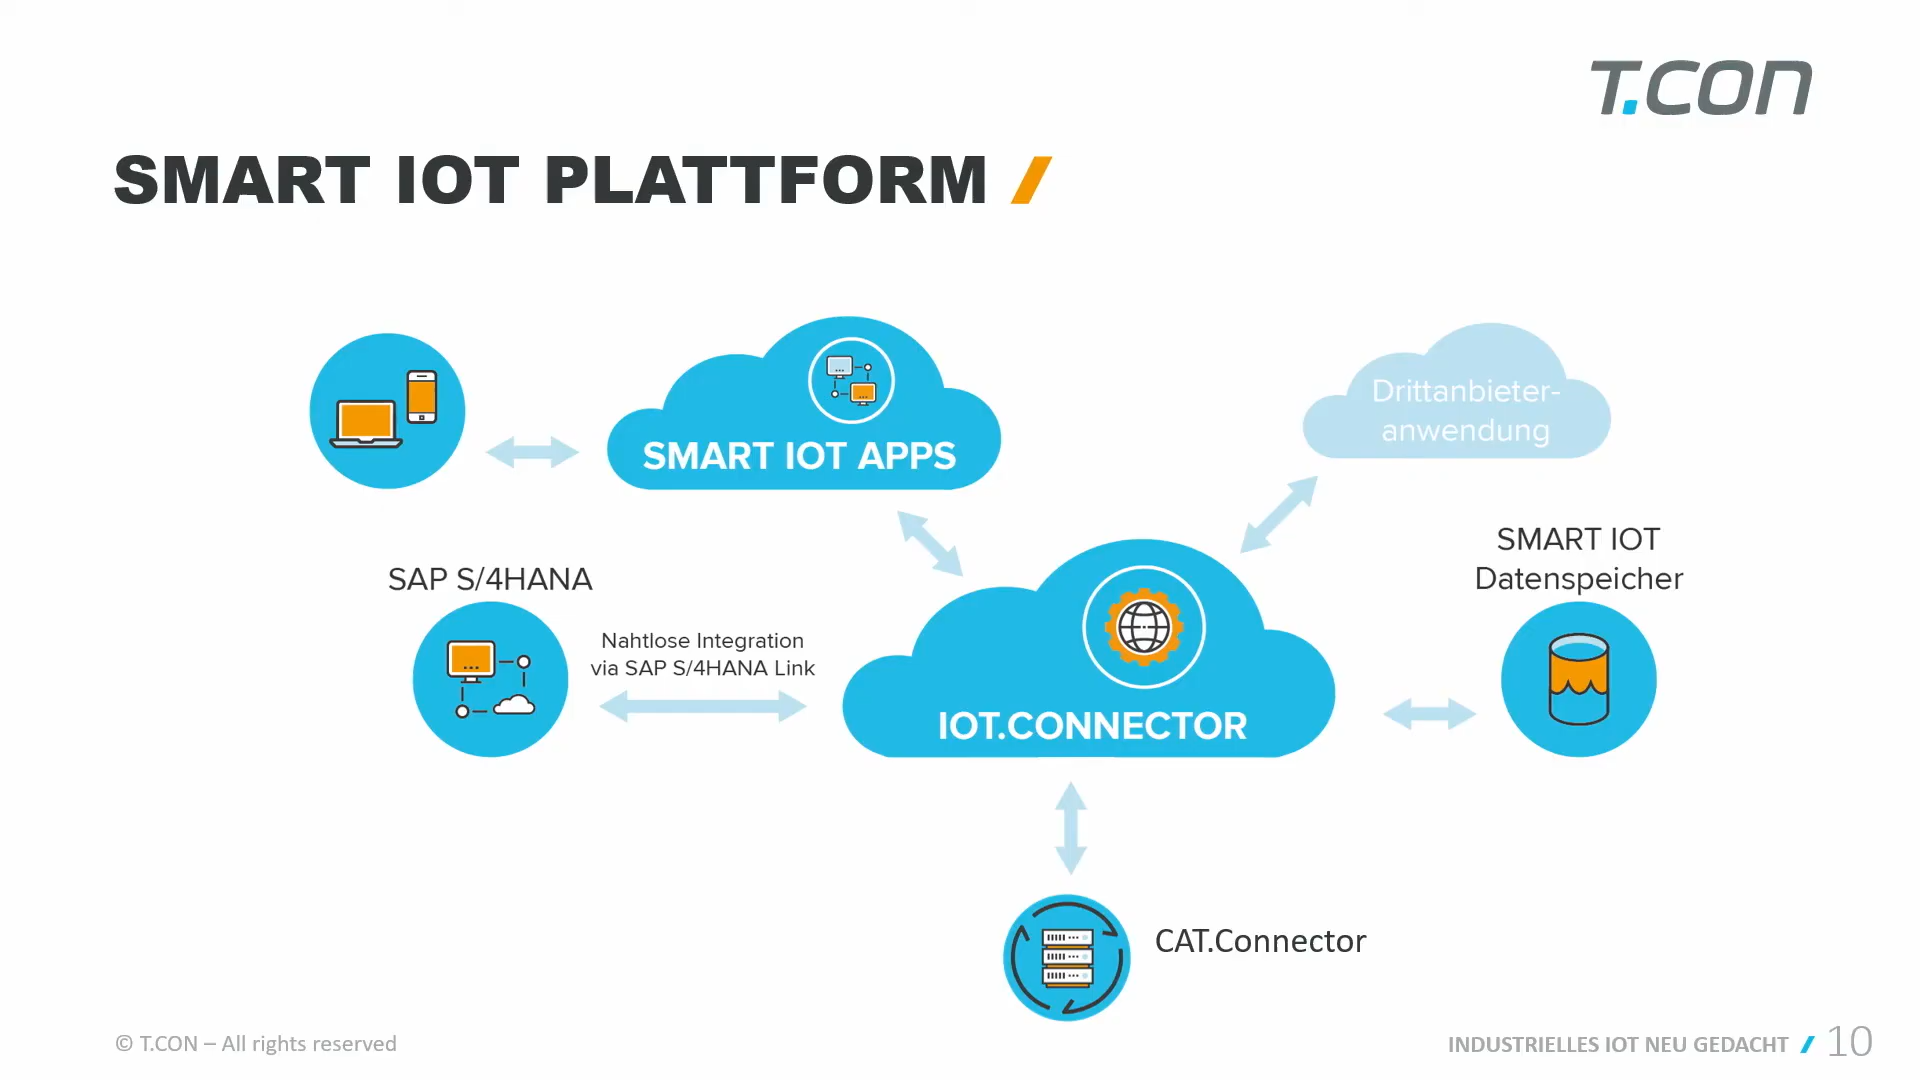 T.CON
SMART IOT PLATTFORM /
SMART IOT APPS
Drittanbieter-
anwendung
SAP S/4HANA
Nahtlose Integration
via SAP S/4HANA Link
IOT.CONNECTOR
SMART IOT
Datenspeicher
CAT.Connector
© T.CON – All rights reserved
INDUSTRIELLES IOT NEU GEDACHT / 10